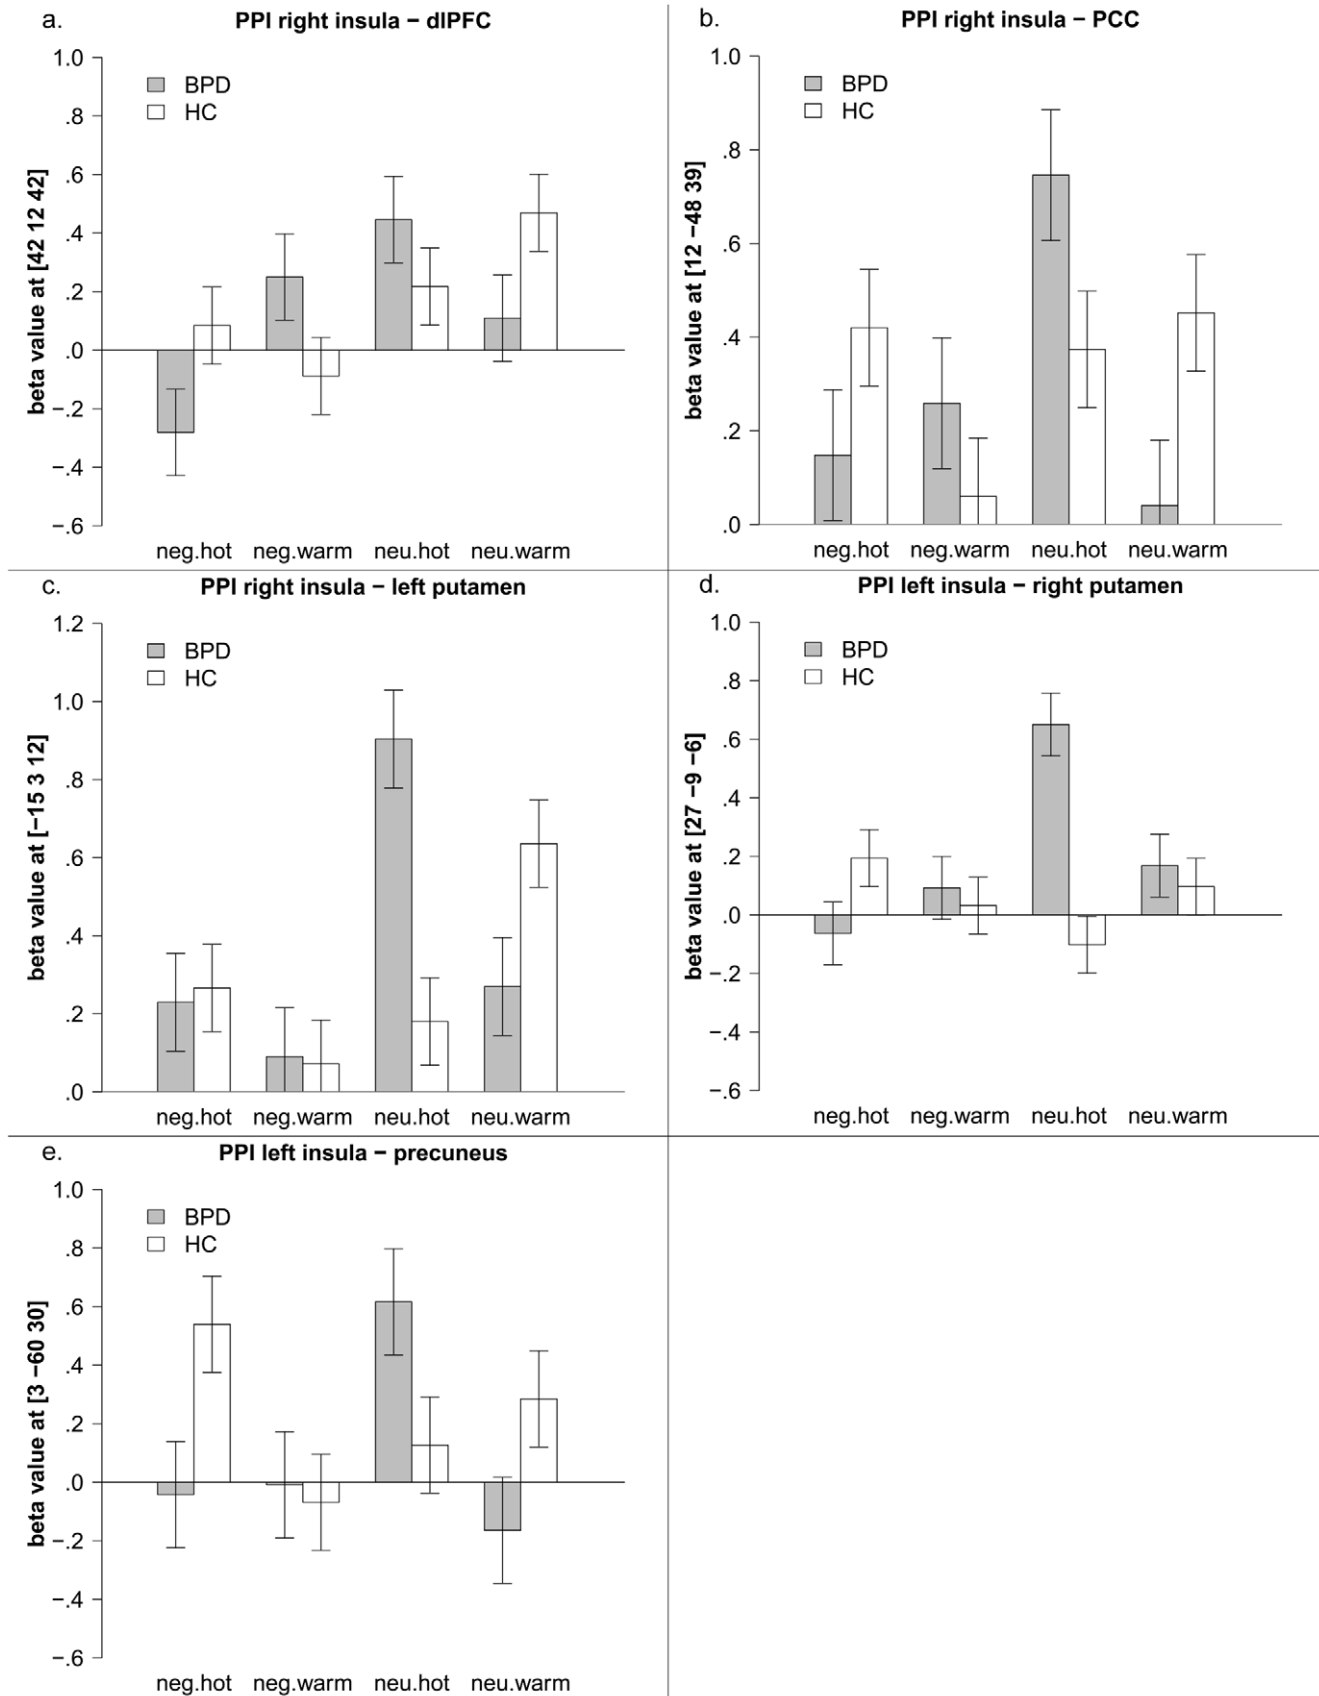 a.
PPI right insula − dlPFC
1.0
.8
.6
.4
.2
.0
−.2
−.4
−.6
beta value at [42 12 42]
BPD
HC
neg.hot neg.warm neu.hot neu.warm
b.
PPI right insula − PCC
1.0
.8
.6
.4
.2
.0
beta value at [12 −48 39]
BPD
HC
neg.hot neg.warm neu.hot neu.warm
c.
PPI right insula − left putamen
1.2
1.0
.8
.6
.4
.2
.0
beta value at [−15 3 12]
BPD
HC
neg.hot neg.warm neu.hot neu.warm
d.
PPI left insula − right putamen
1.0
.8
.6
.4
.2
.0
−.2
−.4
−.6
beta value at [27 −9 −6]
BPD
HC
neg.hot neg.warm neu.hot neu.warm
e.
PPI left insula − precuneus
1.0
.8
.6
.4
.2
.0
−.2
−.4
−.6
beta value at [3 −60 30]
BPD
HC
neg.hot neg.warm neu.hot neu.warm